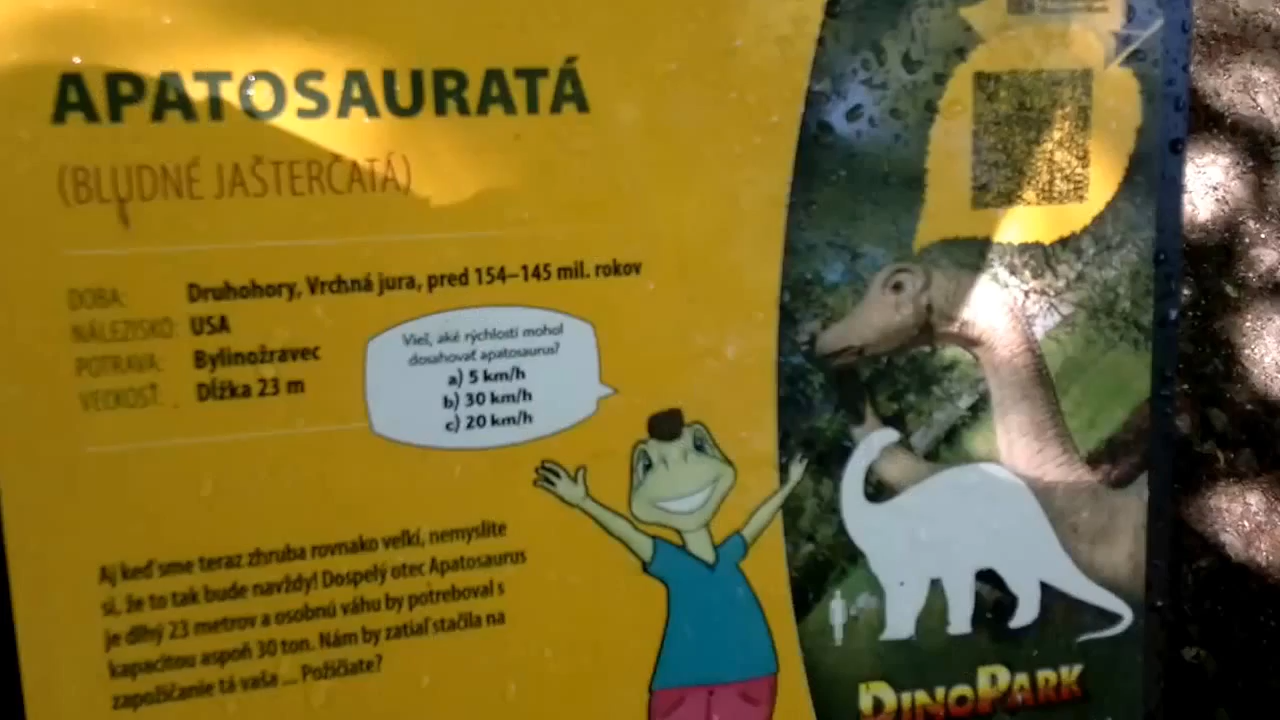 APATOSAURATÁ
(BLUDNÉ JAŠTERČATÁ)
DOBA: Druhohory, Vrchná jura, pred 154–145 mil. rokov
NÁLEZISKO: USA
POTRAVA: Bylinožravec
VEĽKOSŤ: Dĺžka 23 m
Vieš, aké rýchlosti mohol
dosahovať apatosaurus?
a) 5 km/h
b) 30 km/h
c) 20 km/h
Aj keď sme teraz zhruba rovnako veľkí, nemyslite
si, že to tak bude navždy! Dospelý otec Apatosaurus
je dlhý 23 metrov a osobnú váhu by potreboval s
kapacitou aspoň 30 ton. Nám by zatiaľ stačila na
zapožičanie tá vaša ... Požičiate?
DINOPARK